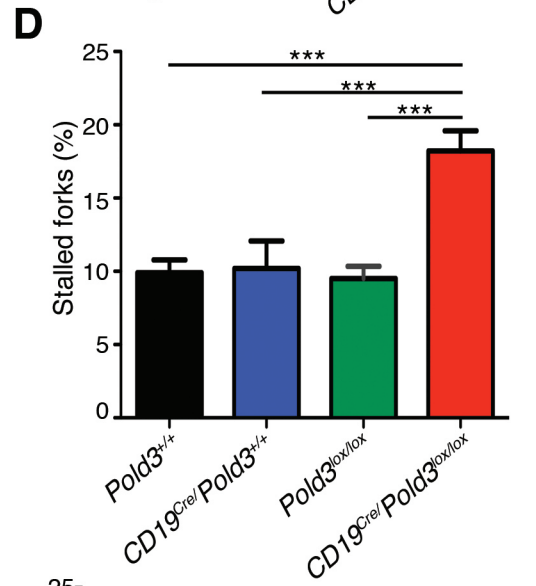 D
25
***
***
***
20
15
10
5
0
Stalled forks (%)
Pold3+/+
CD19Cre/Pold3+/+
Pold3lox/lox
CD19Cre/Pold3lox/lox